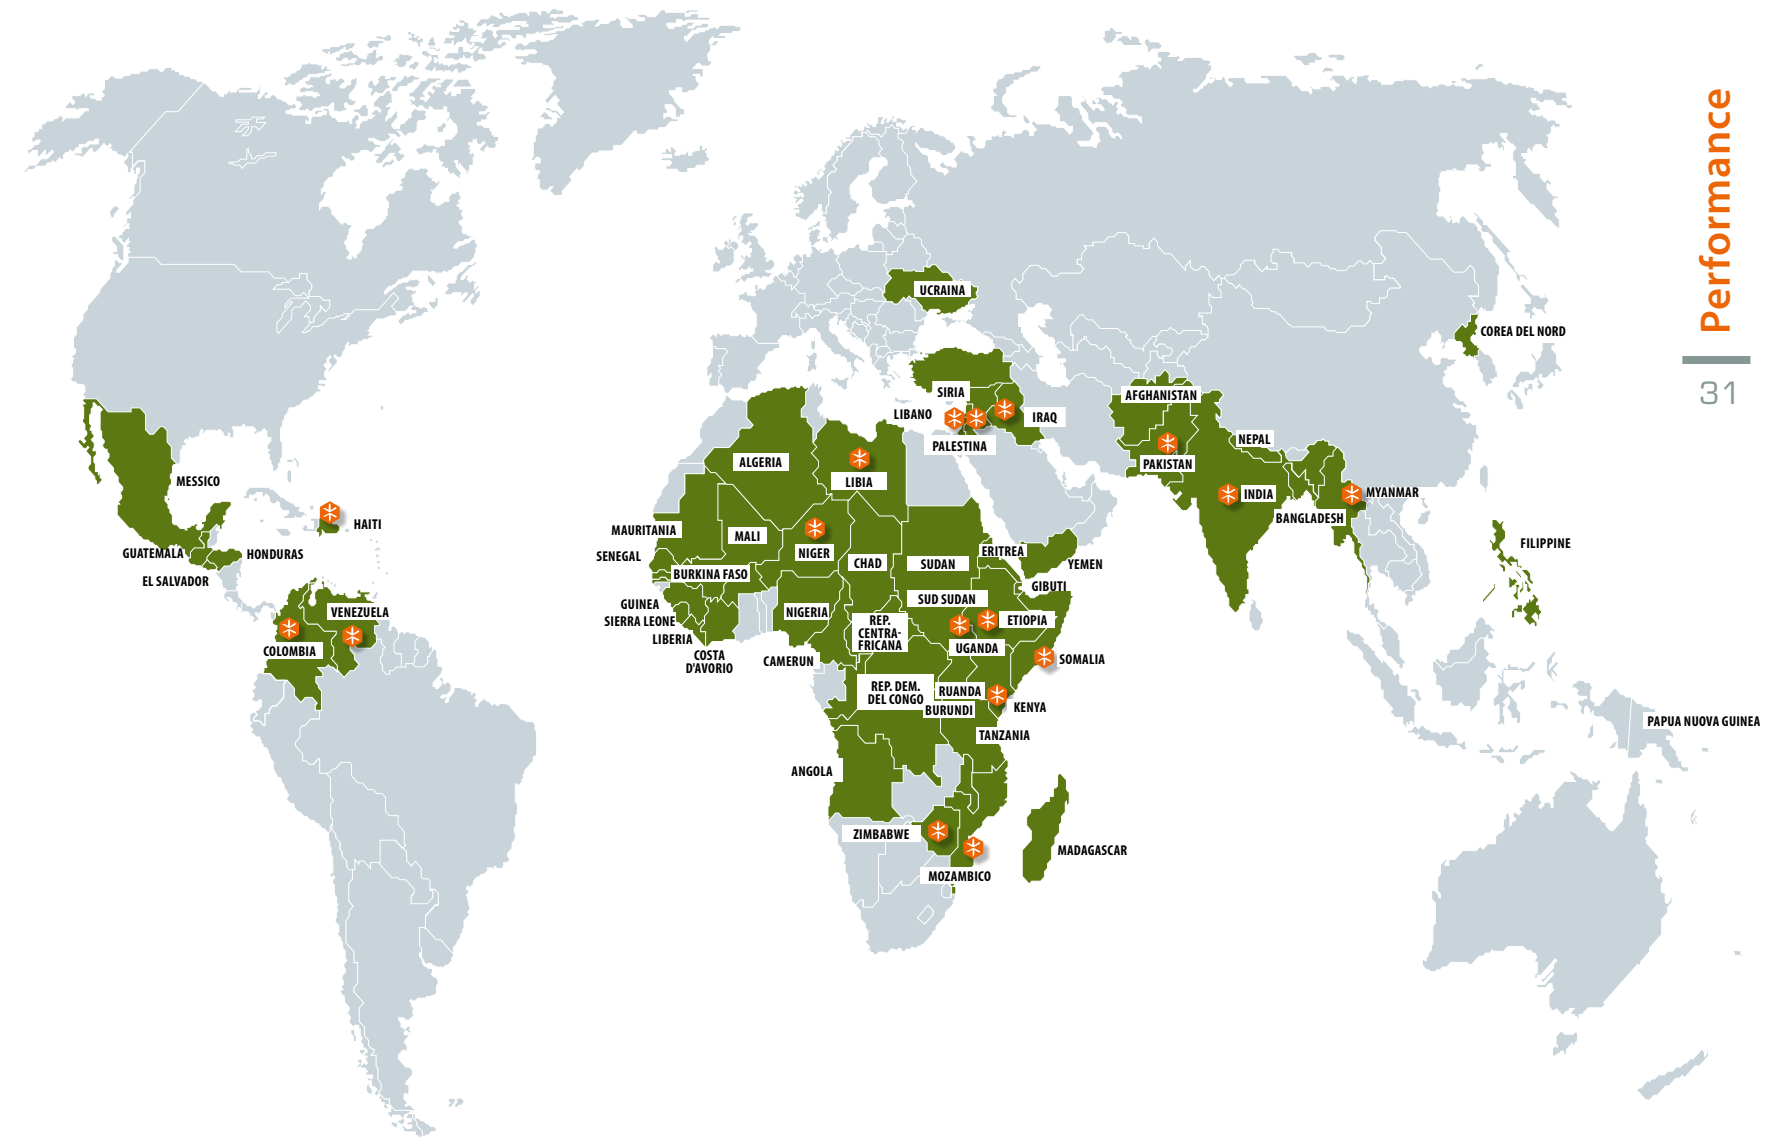 Performance
31
UCRAINA
COREA DEL NORD
SIRIA
AFGHANISTAN
LIBANO
IRAQ
PALESTINA
NEPAL
ALGERIA
PAKISTAN
MESSICO
LIBIA
INDIA
MYANMAR
HAITI
BANGLADESH
MAURITANIA
MALI
FILIPPINE
GUATEMALA
HONDURAS
SENEGAL
NIGER
ERITREA
CHAD
SUDAN
YEMEN
EL SALVADOR
BURKINA FASO
GIBUTI
GUINEA
SUD SUDAN
VENEZUELA
NIGERIA
SIERRA LEONE
REP.
CENTRA-
FRICANA
ETIOPIA
LIBERIA
COLOMBIA
UGANDA
COSTA
D'AVORIO
CAMERUN
SOMALIA
REP. DEM.
DEL CONGO
RUANDA
BURUNDI
KENYA
PAPUA NUOVA GUINEA
TANZANIA
ANGOLA
ZIMBABWE
MADAGASCAR
MOZAMBICO